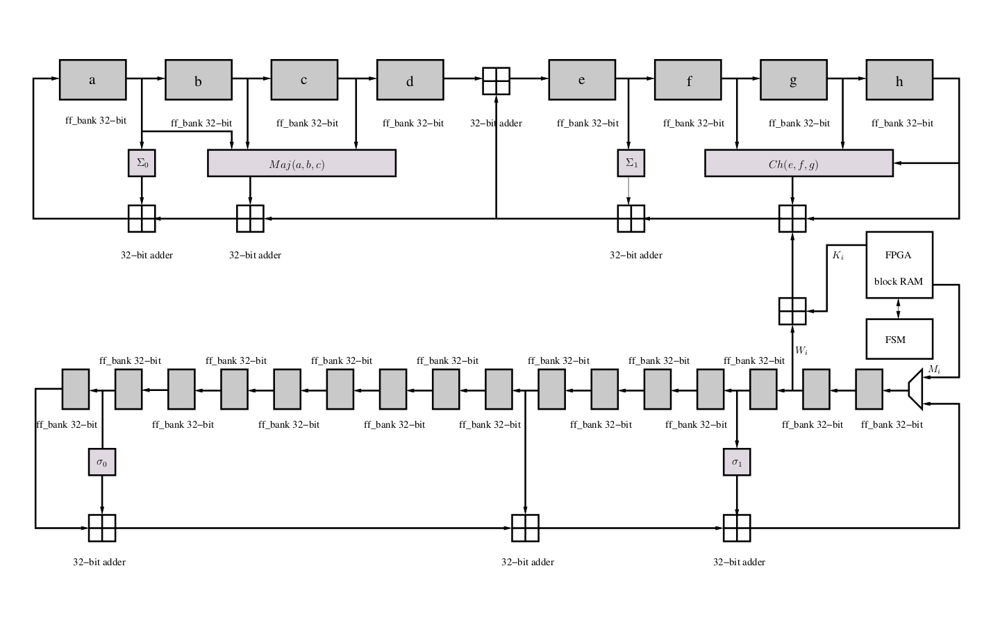 a b c d e f g h
ff_bank 32−bit ff_bank 32−bit ff_bank 32−bit ff_bank 32−bit 32−bit adder ff_bank 32−bit ff_bank 32−bit ff_bank 32−bit ff_bank 32−bit
Σ₀ Maj(a, b, c) Σ₁ Ch(e, f, g)
32−bit adder 32−bit adder 32−bit adder Kᵢ FPGA
block RAM
FSM
Wᵢ
ff_bank 32−bit ff_bank 32−bit ff_bank 32−bit ff_bank 32−bit ff_bank 32−bit ff_bank 32−bit ff_bank 32−bit Mᵢ
ff_bank 32−bit ff_bank 32−bit ff_bank 32−bit ff_bank 32−bit ff_bank 32−bit ff_bank 32−bit ff_bank 32−bit ff_bank 32−bit ff_bank 32−bit
σ₀ σ₁
32−bit adder 32−bit adder 32−bit adder